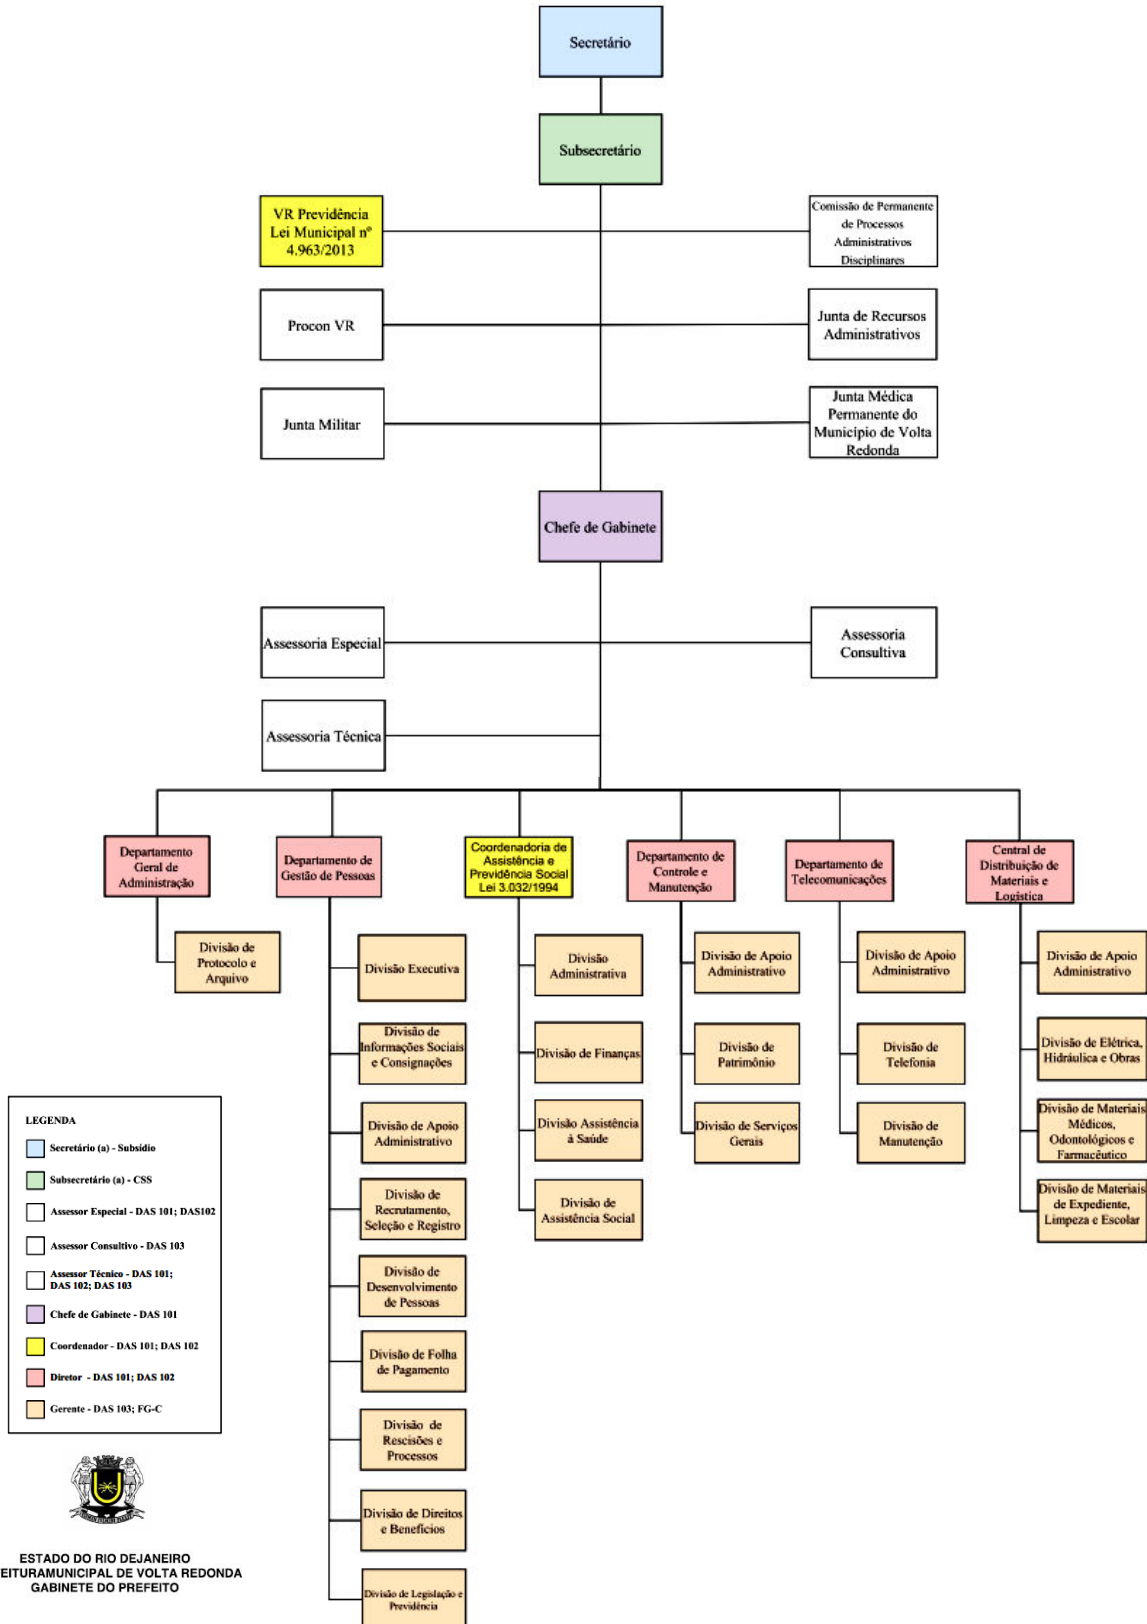 Secretário
Subsecretário
VR Previdência
Lei Municipal nº
4.963/2013
Comissão de Permanente
de Processos
Administrativos
Disciplinares
Procon VR
Junta de Recursos
Administrativos
Junta Militar
Junta Médica
Permanente do
Município de Volta
Redonda
Chefe de Gabinete
Assessoria Especial
Assessoria
Consultiva
Assessoria Técnica
Departamento
Geral de
Administração
Departamento de
Gestão de Pessoas
Coordenadoria de
Assistência e
Previdência Social
Lei 3.032/1994
Departamento de
Controle e
Manutenção
Departamento de
Telecomunicações
Central de
Distribuição de
Materiais e
Logística
Divisão de
Protocolo e
Arquivo
Divisão Executiva
Divisão de
Informações Sociais
e Consignações
Divisão de Apoio
Administrativo
Divisão de
Recrutamento,
Seleção e Registro
Divisão de
Desenvolvimento
de Pessoas
Divisão de Folha
de Pagamento
Divisão de
Rescisões e
Processos
Divisão de Direitos
e Benefícios
Divisão de Legislação e
Previdência
Divisão
Administrativa
Divisão de Finanças
Divisão Assistência
à Saúde
Divisão de
Assistência Social
Divisão de Apoio
Administrativo
Divisão de
Patrimônio
Divisão de Serviços
Gerais
Divisão de Apoio
Administrativo
Divisão de
Telefonia
Divisão de
Manutenção
Divisão de Apoio
Administrativo
Divisão de Elétrica,
Hidráulica e Obras
Divisão de Materiais
Médicos,
Odontológicos e
Farmacêutico
Divisão de Materiais
de Expediente,
Limpeza e Escolar
LEGENDA
Secretário (a) - Subsídio
Subsecretário (a) - CSS
Assessor Especial - DAS 101; DAS102
Assessor Consultivo - DAS 103
Assessor Técnico - DAS 101;
DAS 102; DAS 103
Chefe de Gabinete - DAS 101
Coordenador - DAS 101; DAS 102
Diretor - DAS 101; DAS 102
Gerente - DAS 103; FG-C
ESTADO DO RIO DEJANEIRO
EITURAMUNICIPAL DE VOLTA REDONDA
GABINETE DO PREFEITO